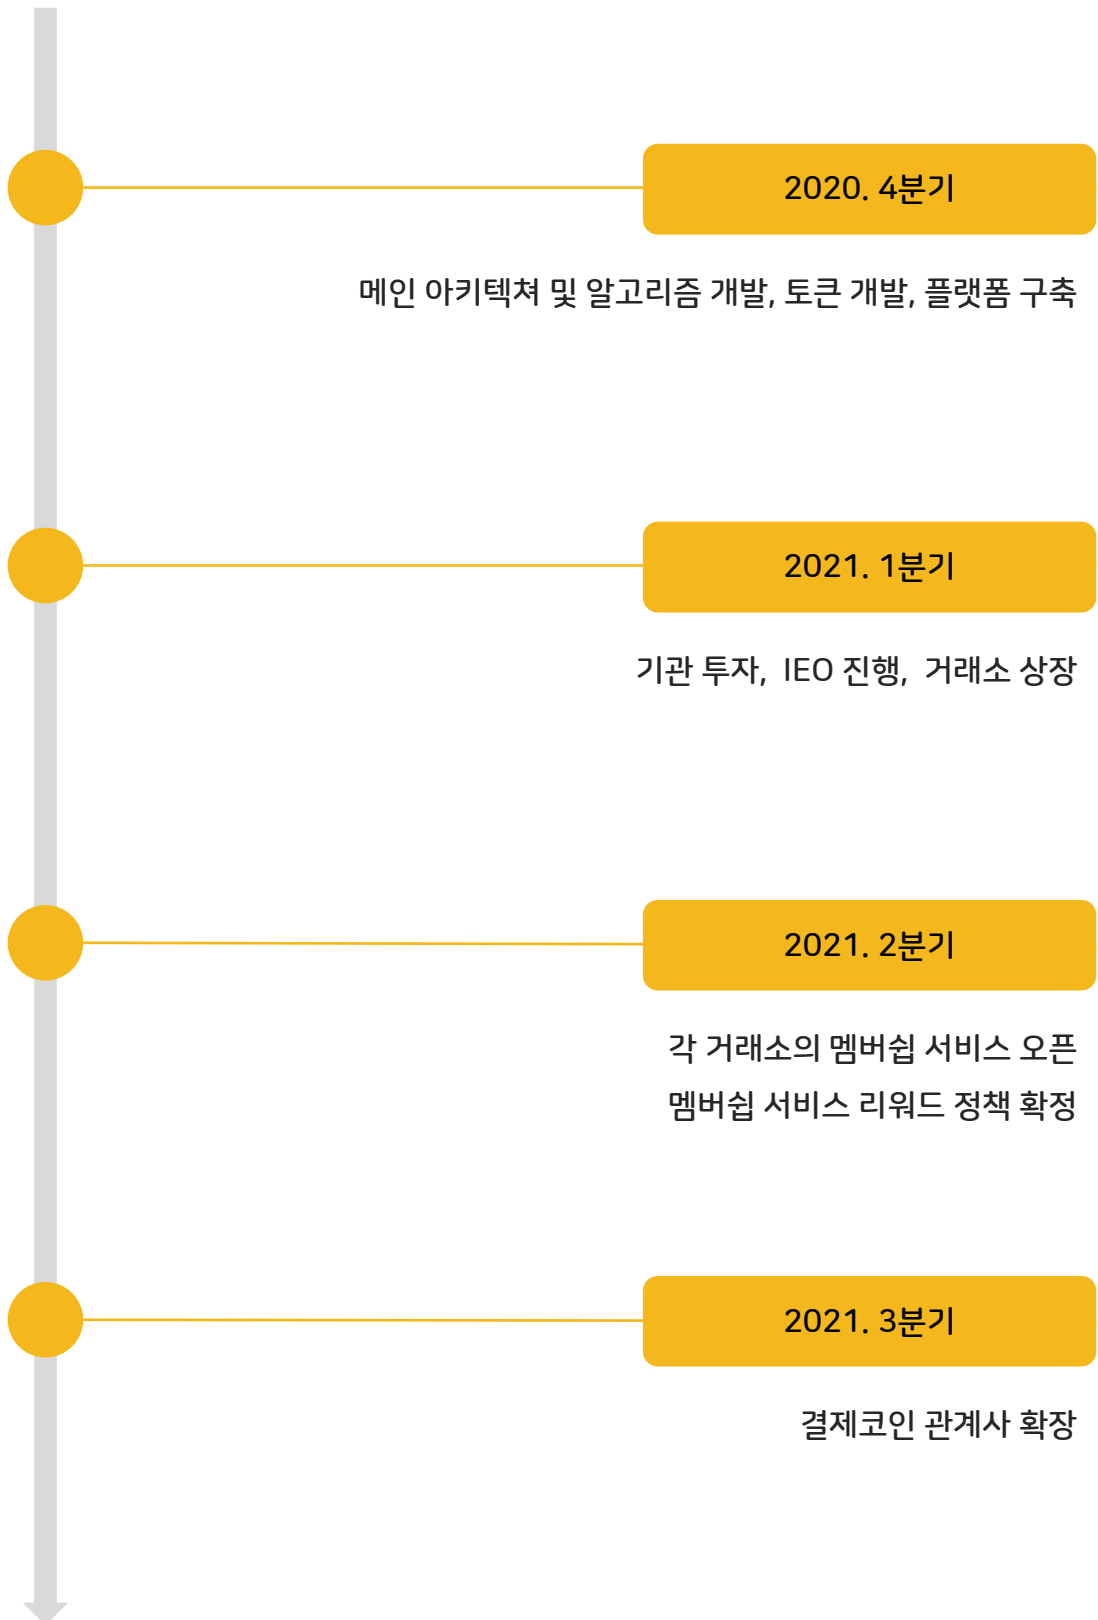 2020. 4분기
메인 아키텍쳐 및 알고리즘 개발, 토큰 개발, 플랫폼 구축
2021. 1분기
기관 투자, IEO 진행, 거래소 상장
2021. 2분기
각 거래소의 멤버쉽 서비스 오픈
멤버쉽 서비스 리워드 정책 확정
2021. 3분기
결제코인 관계사 확장